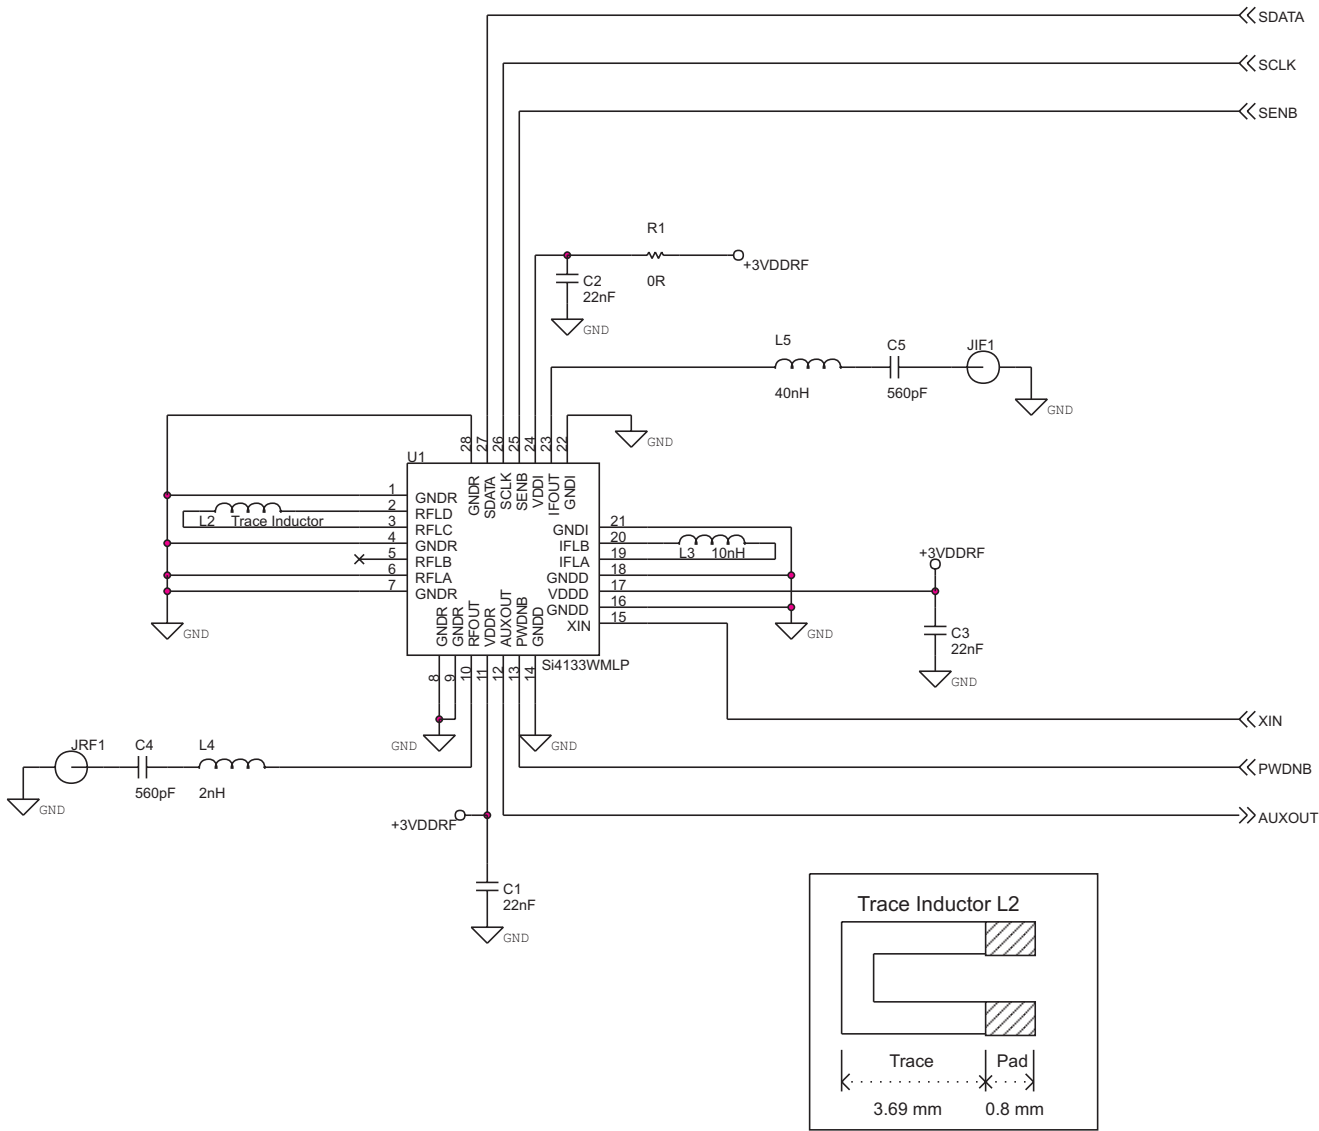 SDATA
SCLK
SENB
R1
+3VDDRF
C2
0R
22nF
GND
L5
C5
JIF1
40nH
560pF
GND
GND
U1
28
27
26
25
24
23
22
GNDR
SDATA
SCLK
SENB
VDDI
IFOUT
GNDI
1
GNDR
2
RFLD
L2 Trace Inductor
3
RFLC
4
GNDR
5
RFLB
6
RFLA
7
GNDR
GND
21
GNDI
20
IFLB
19
IFLA
L3 10nH
18
GNDD
17
VDDD
16
GNDD
15
XIN
GND
+3VDDRF
C3
22nF
GND
GNDR
GNDR
RFOUT
VDDR
AUXOUT
PWDNB
GNDD
Si4133WMLP
8
9
10
11
12
13
14
XIN
GND
GND
JRF1
C4
L4
560pF
2nH
GND
PWDNB
+3VDDRF
AUXOUT
C1
22nF
GND
Trace Inductor L2
Trace
Pad
3.69 mm
0.8 mm